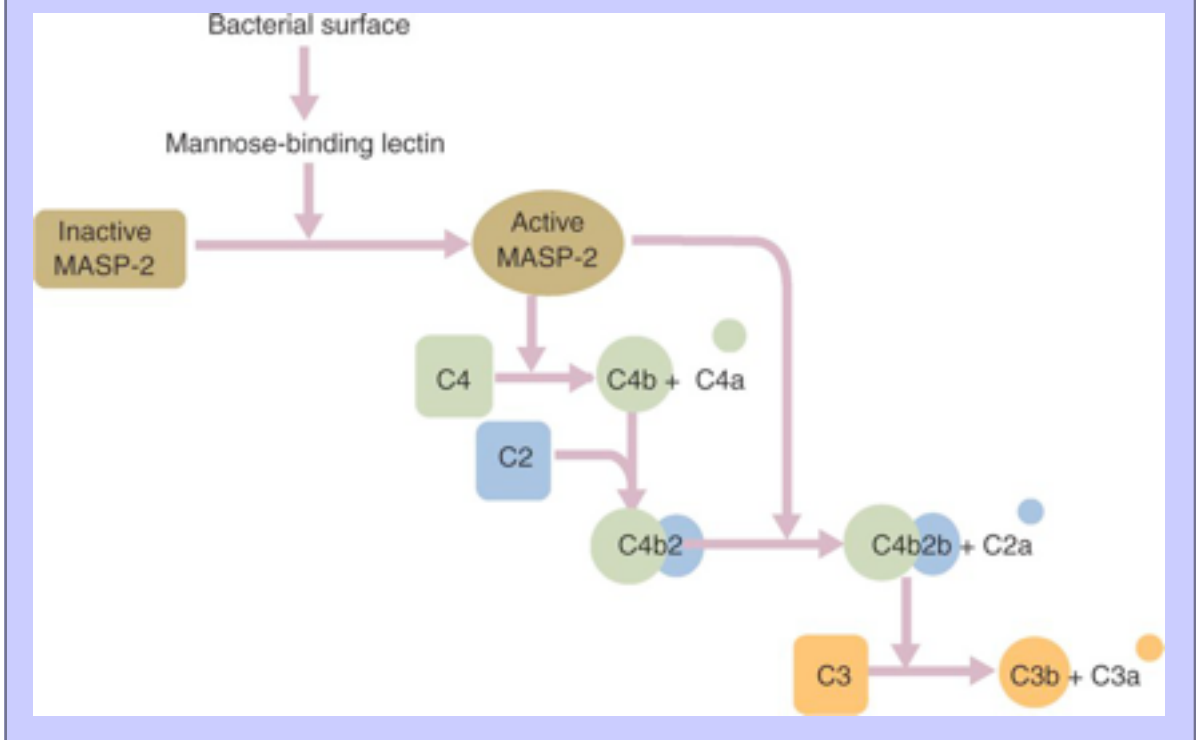 Bacterial surface
Mannose-binding lectin
Inactive
MASP-2
Active
MASP-2
C4
C4b + C4a
C2
C4b2
C4b2b + C2a
C3
C3b + C3a